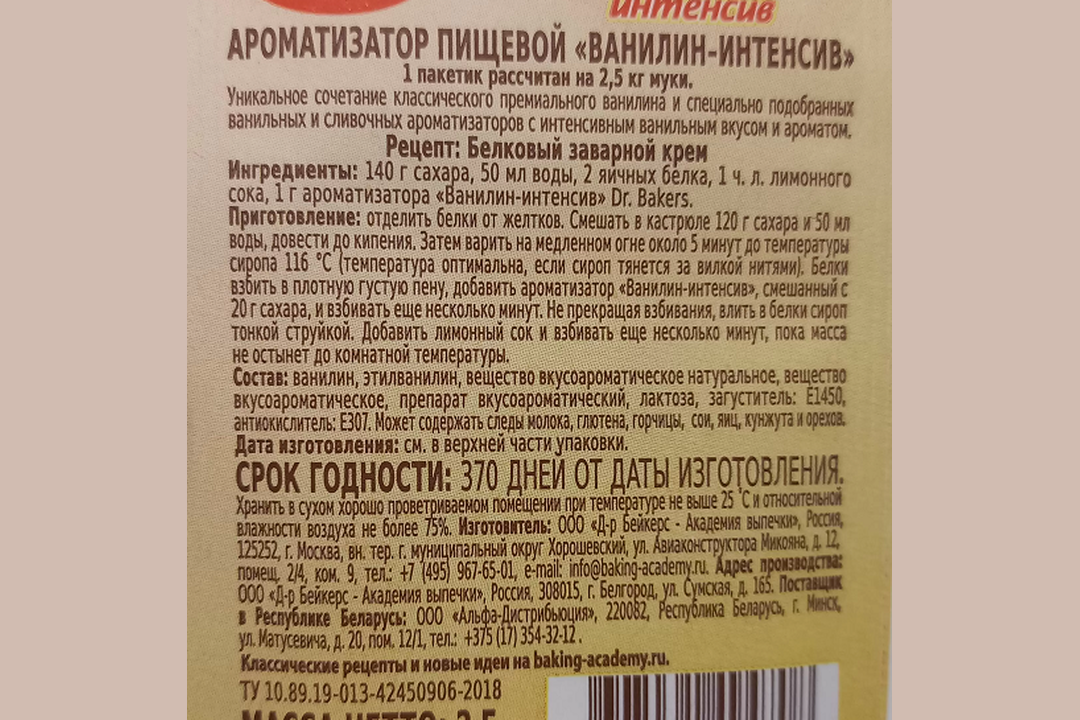 интенсив
АРОМАТИЗАТОР ПИЩЕВОЙ «ВАНИЛИН-ИНТЕНСИВ»
1 пакетик рассчитан на 2,5 кг муки.
Уникальное сочетание классического премиального ванилина и специально подобранных
ванильных и сливочных ароматизаторов с интенсивным ванильным вкусом и ароматом.
Рецепт: Белковый заварной крем
Ингредиенты: 140 г сахара, 50 мл воды, 2 яичных белка, 1 ч. л. лимонного
сока, 1 г ароматизатора «Ванилин-интенсив» Dr. Bakers.
Приготовление: отделить белки от желтков. Смешать в кастрюле 120 г сахара и 50 мл
воды, довести до кипения. Затем варить на медленном огне около 5 минут до температуры
сиропа 116 °С (температура оптимальна, если сироп тянется за вилкой нитями). Белки
взбить в плотную густую пену, добавить ароматизатор «Ванилин-интенсив», смешанный с
20 г сахара, и взбивать еще несколько минут. Не прекращая взбивания, влить в белки сироп
тонкой струйкой. Добавить лимонный сок и взбивать еще несколько минут, пока масса
не остынет до комнатной температуры.
Состав: ванилин, этилванилин, вещество вкусоароматическое натуральное, вещество
вкусоароматическое, препарат вкусоароматический, лактоза, загуститель: Е1450,
антиокислитель: Е307. Может содержать следы молока, глютена, горчицы, сои, яиц, кунжута и орехов.
Дата изготовления: см. в верхней части упаковки.
СРОК ГОДНОСТИ: 370 ДНЕЙ ОТ ДАТЫ ИЗГОТОВЛЕНИЯ.
Хранить в сухом хорошо проветриваемом помещении при температуре не выше 25 °С и относительной
влажности воздуха не более 75%. Изготовитель: ООО «Д-р Бейкерс - Академия выпечки», Россия,
125252, г. Москва, вн. тер. г. муниципальный округ Хорошевский, ул. Авиаконструктора Микояна, д. 12,
помещ. 2/4, ком. 9, тел.: +7 (495) 967-65-01, e-mail: info@baking-academy.ru. Адрес производства:
ООО «Д-р Бейкерс - Академия выпечки», Россия, 308015, г. Белгород, ул. Сумская, д. 165. Поставщик
в Республике Беларусь: ООО «Альфа-Дистрибьюция», 220082, Республика Беларусь, г. Минск,
ул. Матусевича, д. 20, пом. 12/1, тел.: +375 (17) 354-32-12 .
Классические рецепты и новые идеи на baking-academy.ru.
ТУ 10.89.19-013-42450906-2018
МАССА НЕТТО: 2,5